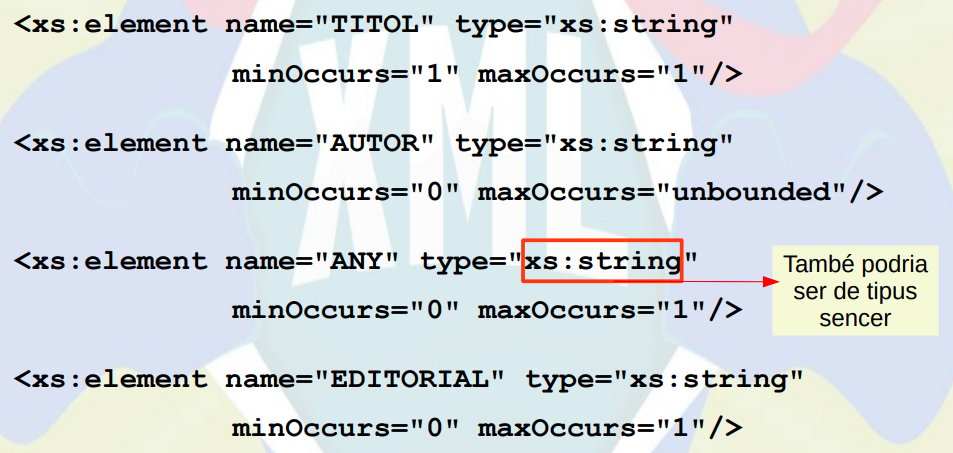 <xs:element name="TITOL" type="xs:string"
minOccurs="1" maxOccurs="1"/>
<xs:element name="AUTOR" type="xs:string"
minOccurs="0" maxOccurs="unbounded"/>
<xs:element name="ANY" type="xs:string"
minOccurs="0" maxOccurs="1"/>
També podria
ser de tipus
sencer
<xs:element name="EDITORIAL" type="xs:string"
minOccurs="0" maxOccurs="1"/>
XML